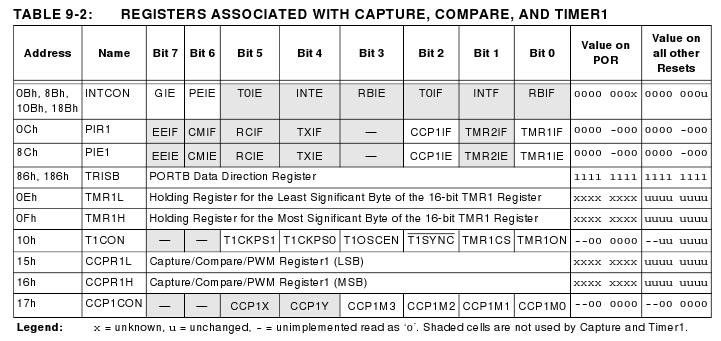 TABLE 9-2: REGISTERS ASSOCIATED WITH CAPTURE, COMPARE, AND TIMER1
Address Name Bit 7 Bit 6 Bit 5 Bit 4 Bit 3 Bit 2 Bit 1 Bit 0 Value on POR Value on all other Resets
0Bh, 8Bh, 10Bh, 18Bh INTCON GIE PEIE T0IE INTE RBIE T0IF INTF RBIF 0000 000x 0000 000u
0Ch PIR1 EEIF CMIF RCIF TXIF — CCP1IF TMR2IF TMR1IF 0000 -000 0000 -000
8Ch PIE1 EEIE CMIE RCIE TXIE — CCP1IE TMR2IE TMR1IE 0000 -000 0000 -000
86h, 186h TRISB PORTB Data Direction Register 1111 1111 1111 1111
0Eh TMR1L Holding Register for the Least Significant Byte of the 16-bit TMR1 Register xxxx xxxx uuuu uuuu
0Fh TMR1H Holding Register for the Most Significant Byte of the 16-bit TMR1 Register xxxx xxxx uuuu uuuu
10h T1CON — — T1CKPS1 T1CKPS0 T1OSCEN T1SYNC TMR1CS TMR1ON --00 0000 --uu uuuu
15h CCPR1L Capture/Compare/PWM Register1 (LSB) xxxx xxxx uuuu uuuu
16h CCPR1H Capture/Compare/PWM Register1 (MSB) xxxx xxxx uuuu uuuu
17h CCP1CON — — CCP1X CCP1Y CCP1M3 CCP1M2 CCP1M1 CCP1M0 --00 0000 --00 0000
Legend: x = unknown, u = unchanged, - = unimplemented read as '0'. Shaded cells are not used by Capture and Timer1.